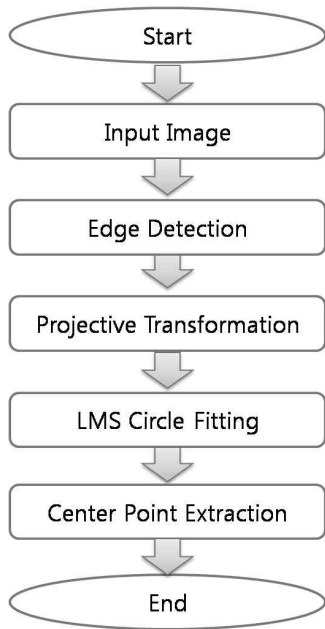 Start
Input Image
Edge Detection
Projective Transformation
LMS Circle Fitting
Center Point Extraction
End